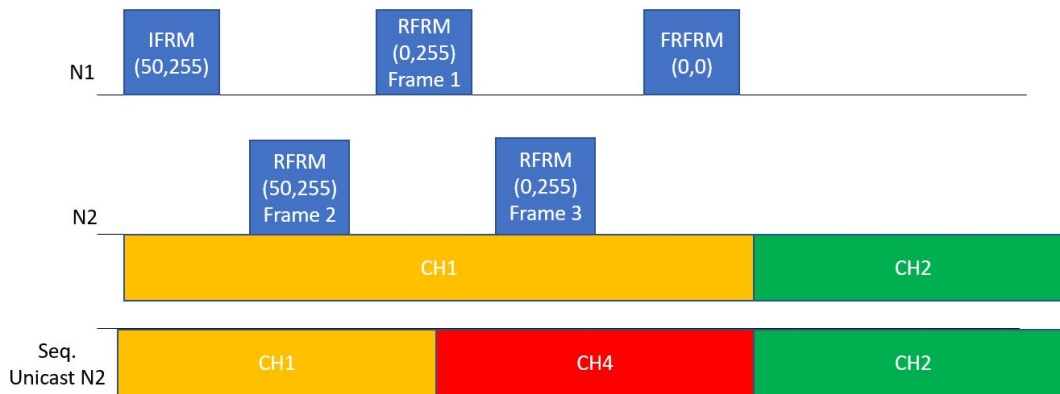 IFRM
(50,255)
RFRM
(0,255)
Frame 1
FRFRM
(0,0)
N1
RFRM
(50,255)
Frame 2
RFRM
(0,255)
Frame 3
N2
CH1
CH2
Seq.
Unicast N2
CH1
CH4
CH2